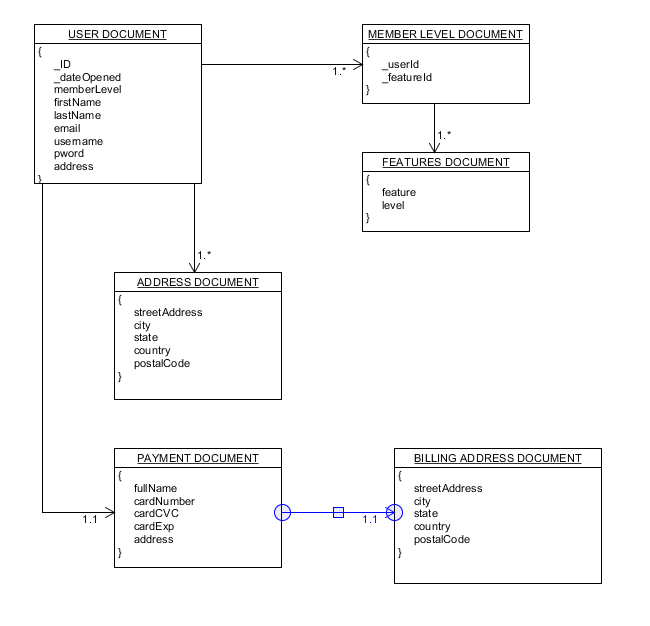 USER DOCUMENT
{
_ID
_dateOpened
memberLevel
firstName
lastName
email
username
pword
address
}
MEMBER LEVEL DOCUMENT
{
_userId
_featureId
}
1.*
1.*
FEATURES DOCUMENT
{
feature
level
}
1.*
ADDRESS DOCUMENT
{
streetAddress
city
state
country
postalCode
}
PAYMENT DOCUMENT
{
fullName
cardNumber
cardCVC
cardExp
address
}
1.1
1.1
BILLING ADDRESS DOCUMENT
{
streetAddress
city
state
country
postalCode
}